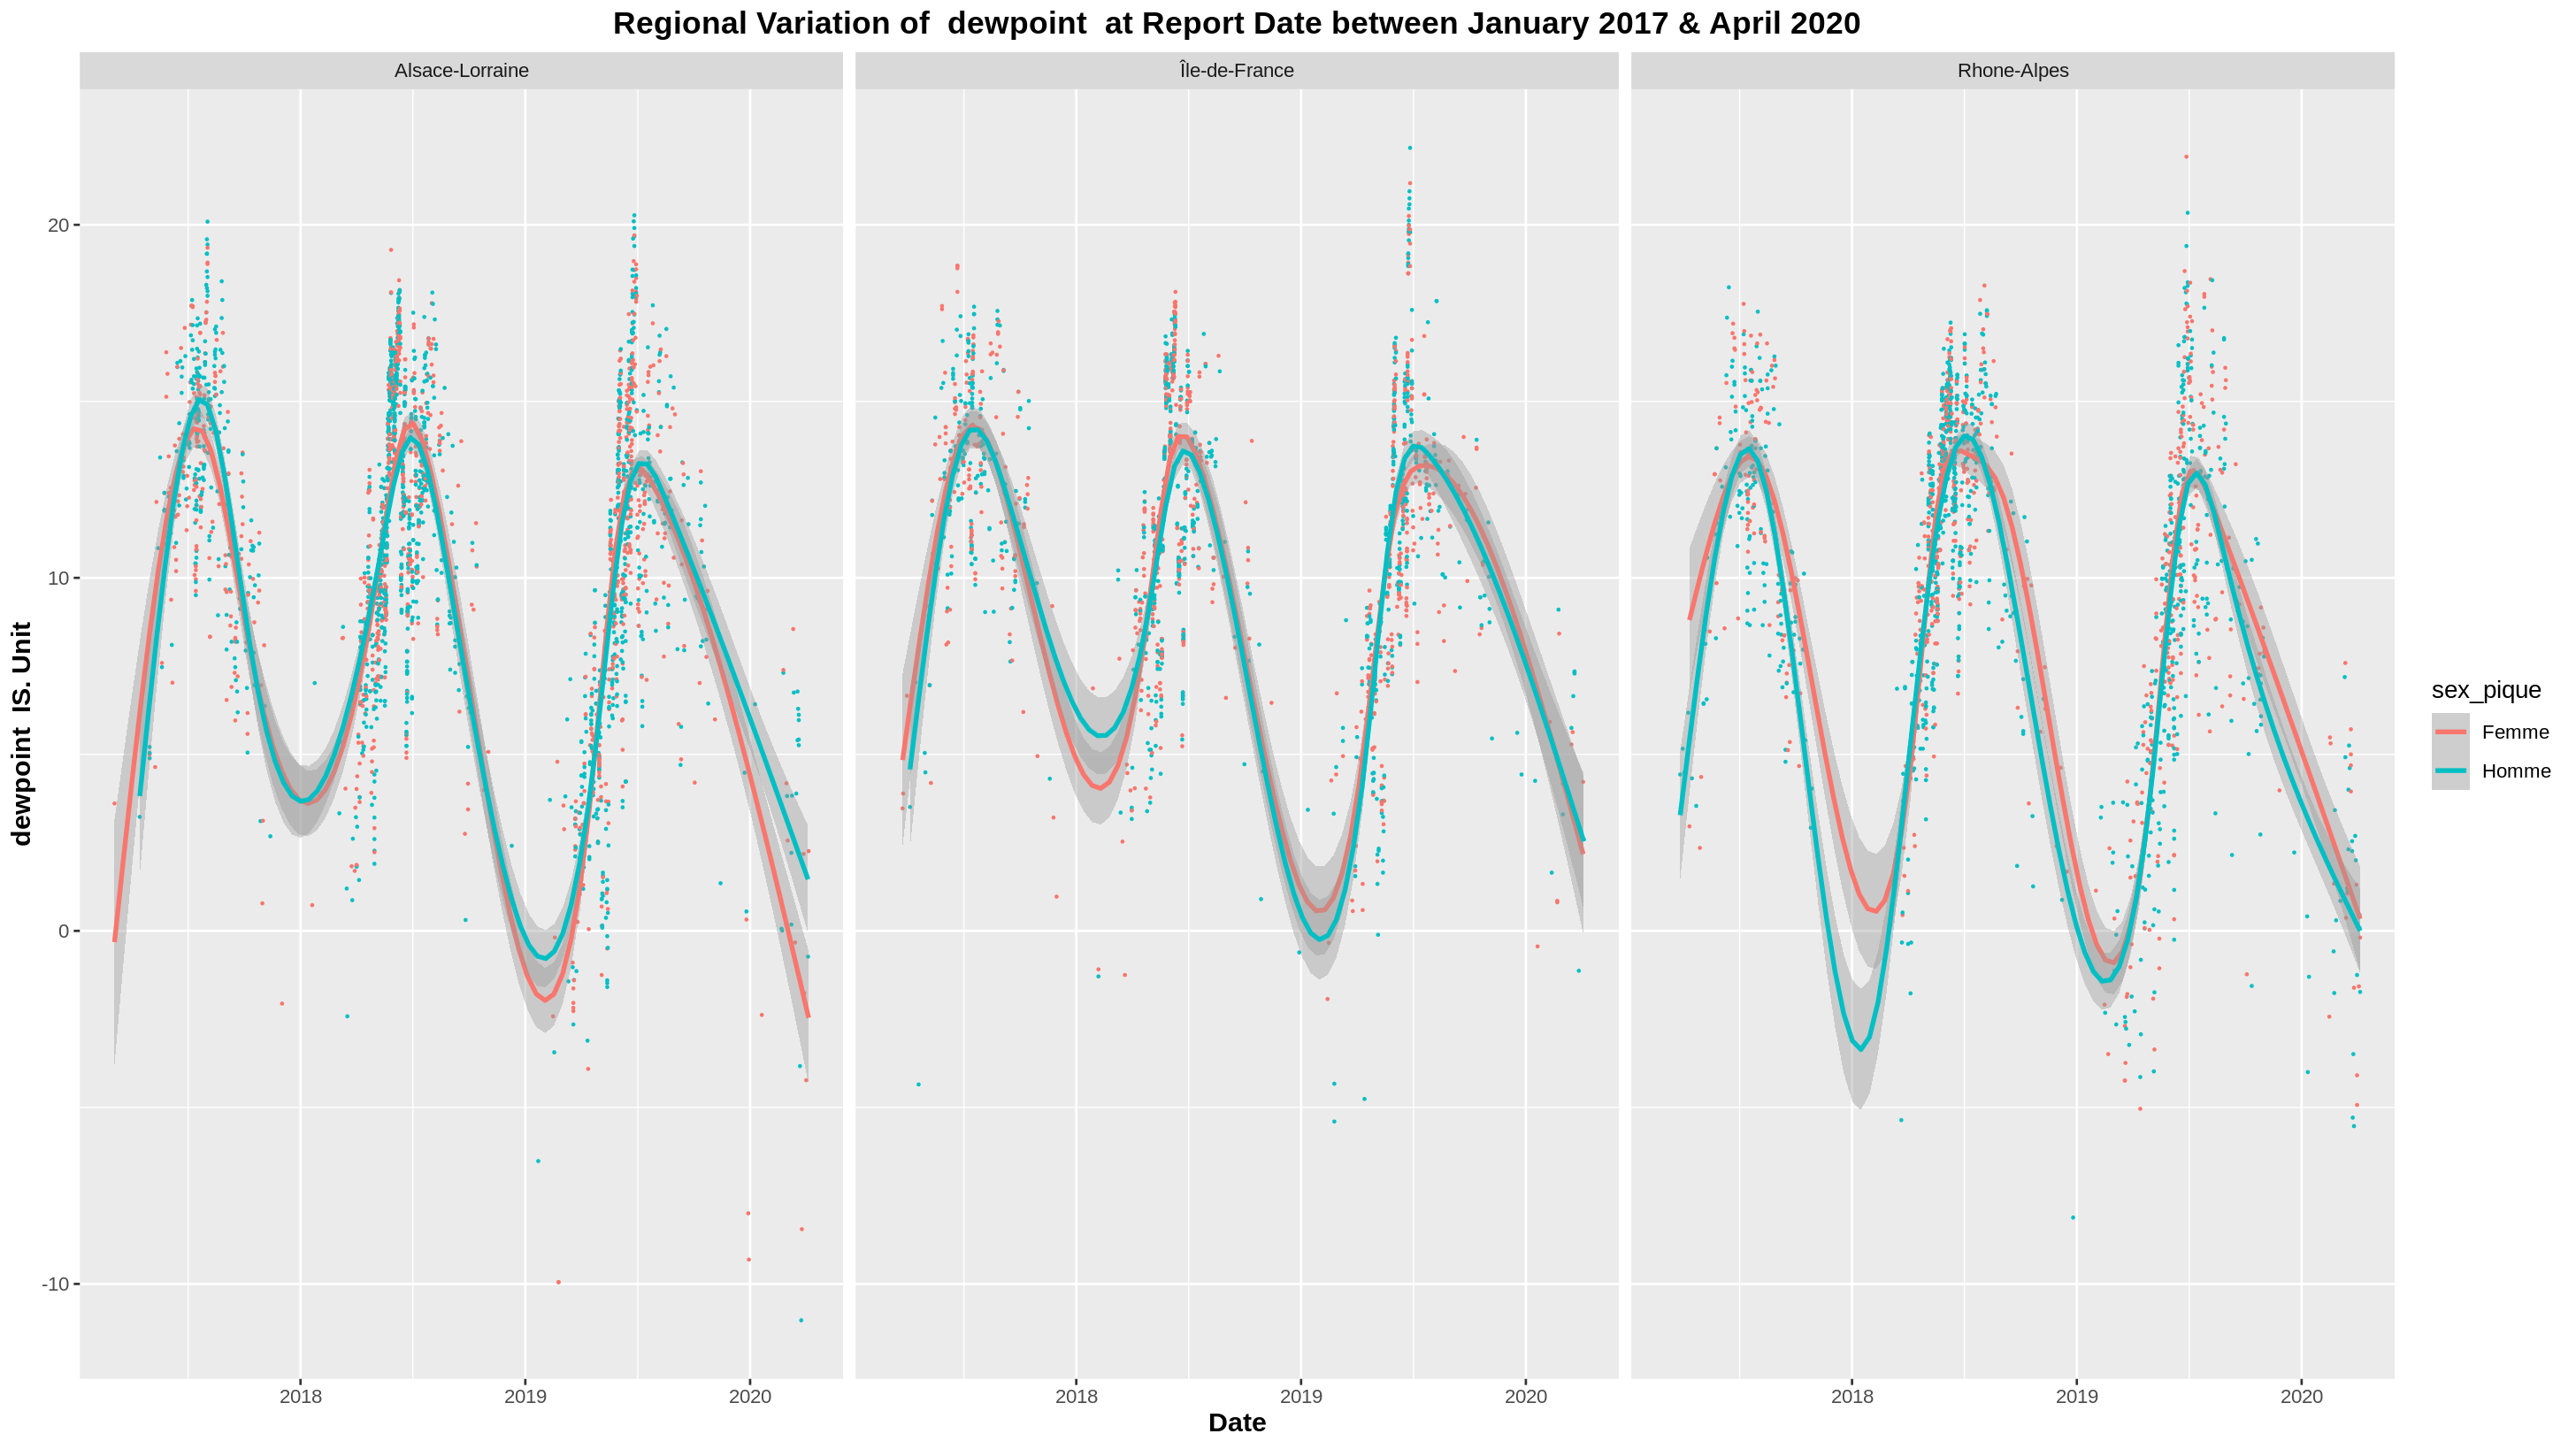 Regional Variation of  dewpoint  at Report Date between January 2017 & April 2020
Alsace-Lorraine
Île-de-France
Rhone-Alpes
dewpoint  IS. Unit
20
10
0
-10
2018
2019
2020
2018
2019
2020
2018
2019
2020
Date
sex_pique
Femme
Homme